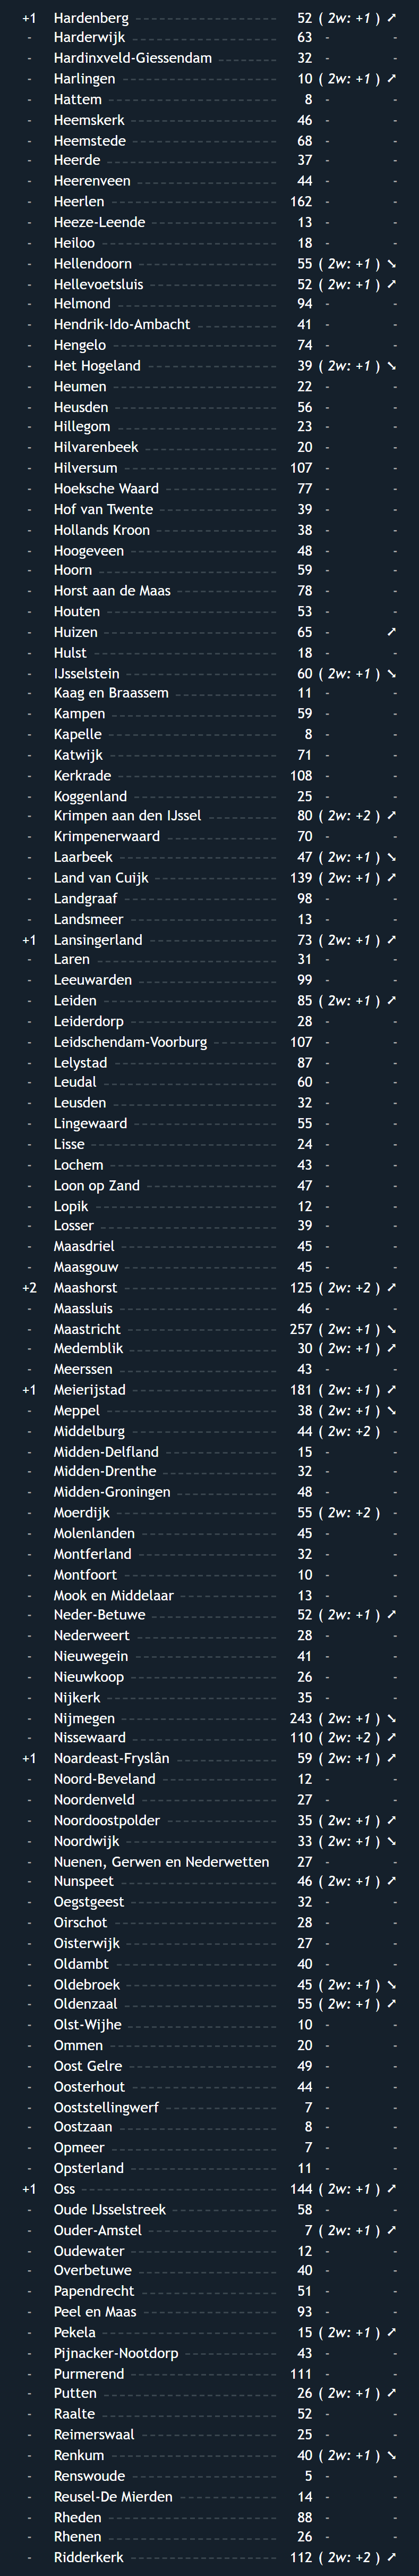 +1 Hardenberg 52 ( 2w: +1 ) ↗
- Harderwijk 63 - -
- Hardinxveld-Giessendam 32 - -
- Harlingen 10 ( 2w: +1 ) ↗
- Hattem 8 - -
- Heemskerk 46 - -
- Heemstede 68 - -
- Heerde 37 - -
- Heerenveen 44 - -
- Heerlen 162 - -
- Heeze-Leende 13 - -
- Heiloo 18 - -
- Hellendoorn 55 ( 2w: +1 ) ↘
- Hellevoetsluis 52 ( 2w: +1 ) ↗
- Helmond 94 - -
- Hendrik-Ido-Ambacht 41 - -
- Hengelo 74 - -
- Het Hogeland 39 ( 2w: +1 ) ↘
- Heumen 22 - -
- Heusden 56 - -
- Hillegom 23 - -
- Hilvarenbeek 20 - -
- Hilversum 107 - -
- Hoeksche Waard 77 - -
- Hof van Twente 39 - -
- Hollands Kroon 38 - -
- Hoogeveen 48 - -
- Hoorn 59 - -
- Horst aan de Maas 78 - -
- Houten 53 - -
- Huizen 65 ↗
- Hulst 18 - -
- IJsselstein 60 ( 2w: +1 ) ↘
- Kaag en Braassem 11 - -
- Kampen 59 - -
- Kapelle 8 - -
- Katwijk 71 - -
- Kerkrade 108 - -
- Koggenland 25 - -
- Krimpen aan den IJssel 80 ( 2w: +2 ) ↗
- Krimpenerwaard 70 - -
- Laarbeek 47 ( 2w: +1 ) ↘
- Land van Cuijk 139 ( 2w: +1 ) ↗
- Landgraaf 98 - -
- Landsmeer 13 - -
+1 Lansingerland 73 ( 2w: +1 ) ↗
- Laren 31 - -
- Leeuwarden 99 - -
- Leiden 85 ( 2w: +1 ) ↗
- Leiderdorp 28 - -
- Leidschendam-Voorburg 107 - -
- Lelystad 87 - -
- Leudal 60 - -
- Leusden 32 - -
- Lingewaard 55 - -
- Lisse 24 - -
- Lochem 43 - -
- Loon op Zand 47 - -
- Lopik 12 - -
- Losser 39 - -
- Maasdriel 45 - -
- Maasgouw 45 - -
+2 Maashorst 125 ( 2w: +2 ) ↗
- Maassluis 46 - -
- Maastricht 257 ( 2w: +1 ) ↘
- Medemblik 30 ( 2w: +1 ) ↗
- Meerssen 43 - -
+1 Meierijstad 181 ( 2w: +1 ) ↗
- Meppel 38 ( 2w: +1 ) ↘
- Middelburg 44 ( 2w: +2 ) -
- Midden-Delfland 15 - -
- Midden-Drenthe 32 - -
- Midden-Groningen 48 - -
- Moerdijk 55 ( 2w: +2 ) -
- Molenlanden 45 - -
- Montferland 32 - -
- Montfoort 10 - -
- Mook en Middelaar 13 - -
- Neder-Betuwe 52 ( 2w: +1 ) ↗
- Nederweert 28 - -
- Nieuwegein 41 - -
- Nieuwkoop 26 - -
- Nijkerk 35 - -
- Nijmegen 243 ( 2w: +1 ) ↘
- Nissewaard 110 ( 2w: +2 ) ↗
+1 Noardeast-Fryslân 59 ( 2w: +1 ) ↗
- Noord-Beveland 12 - -
- Noordenveld 27 - -
- Noordoostpolder 35 ( 2w: +1 ) ↗
- Noordwijk 33 ( 2w: +1 ) ↘
- Nuenen, Gerwen en Nederwetten 27 - -
- Nunspeet 46 ( 2w: +1 ) ↗
- Oegstgeest 32 - -
- Oirschot 28 - -
- Oisterwijk 27 - -
- Oldambt 40 - -
- Oldebroek 45 ( 2w: +1 ) ↘
- Oldenzaal 55 ( 2w: +1 ) ↗
- Olst-Wijhe 10 - -
- Ommen 20 - -
- Oost Gelre 49 - -
- Oosterhout 44 - -
- Ooststellingwerf 7 - -
- Oostzaan 8 - -
- Opmeer 7 - -
- Opsterland 11 - -
+1 Oss 144 ( 2w: +1 ) ↗
- Oude IJsselstreek 58 - -
- Ouder-Amstel 7 ( 2w: +1 ) ↗
- Oudewater 12 - -
- Overbetuwe 40 - -
- Papendrecht 51 - -
- Peel en Maas 93 - -
- Pekela 15 ( 2w: +1 ) ↗
- Pijnacker-Nootdorp 43 - -
- Purmerend 111 - -
- Putten 26 ( 2w: +1 ) ↗
- Raalte 52 - -
- Reimerswaal 25 - -
- Renkum 40 ( 2w: +1 ) ↘
- Renswoude 5 - -
- Reusel-De Mierden 14 - -
- Rheden 88 - -
- Rhenen 26 - -
- Ridderkerk 112 ( 2w: +2 ) ↗